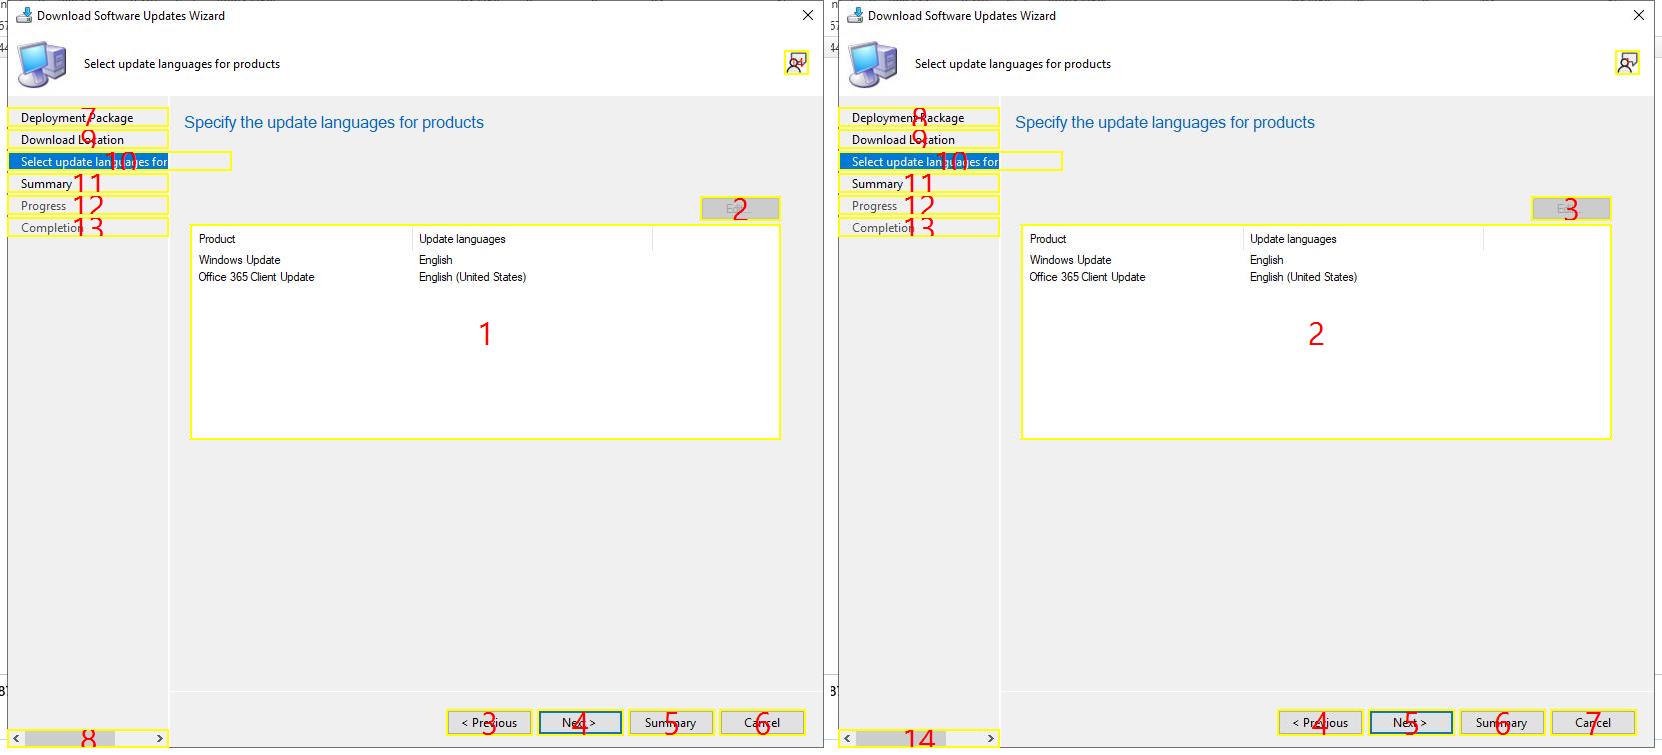 Download Software Updates Wizard
Select update languages for products
14
Deployment Package
7
Specify the update languages for products
Download Location
9
Select update languages for
10
Summary
11
Progress
12
2
Completion
13
Product Update languages
Windows Update English
Office 365 Client Update English (United States)
1
< Previous
3
Next >
4
Summary
5
Cancel
6
8
Download Software Updates Wizard
Select update languages for products
Deployment Package
8
Specify the update languages for products
Download Location
9
Select update languages for
10
Summary
11
Progress
12
3
Completion
13
Product Update languages
Windows Update English
Office 365 Client Update English (United States)
2
< Previous
4
Next >
5
Summary
6
Cancel
7
14